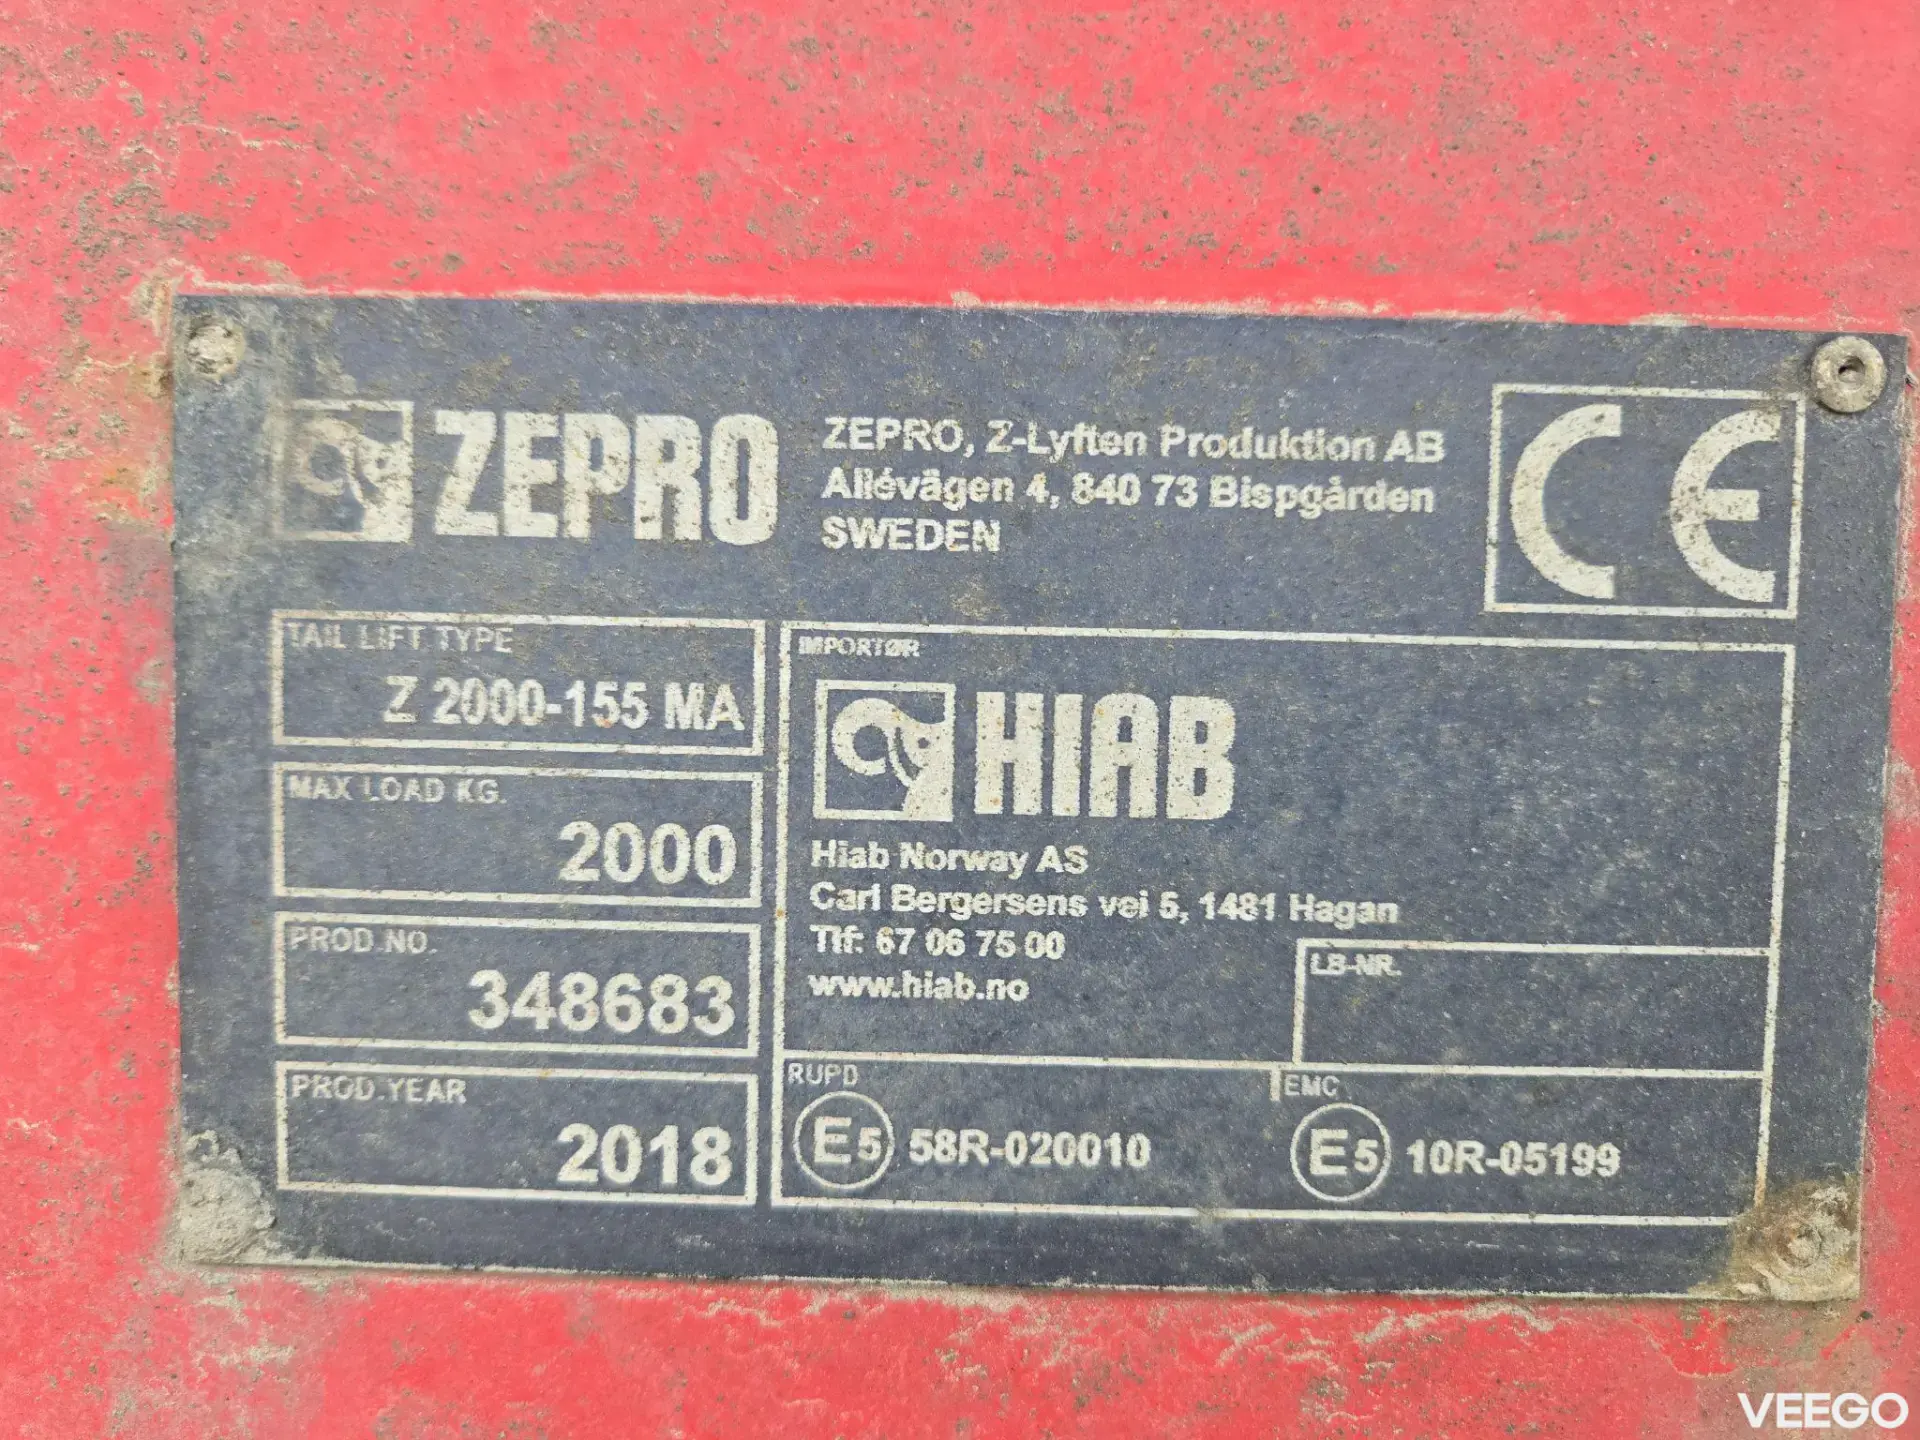 ZEPRO
ZEPRO, Z-Lyften Produktion AB
Allévägen 4, 840 73 Bispgården
SWEDEN
CE
TAIL LIFT TYPE
Z 2000-155 MA
MAX LOAD KG.
2000
PROD.NO.
348683
PROD.YEAR
2018
IMPORTØR
HIAB
Hiab Norway AS
Carl Bergersens vei 5, 1481 Hagan
Tlf: 67 06 75 00
www.hiab.no
LB-NR.
RUPD
E5 58R-020010
EMC
E5 10R-05199
VEEGO